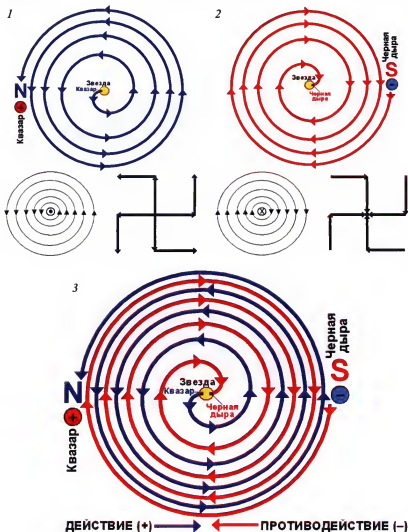 1
2
Звезда
Квазар
N
+
Квазар
Звезда
Черная
дыра
Черная
дыра
S
−
3
Звезда
Квазар
Черная
дыра
N
+
Квазар
Черная
дыра
S
−
ДЕЙСТВИЕ (+)
ПРОТИВОДЕЙСТВИЕ (−)